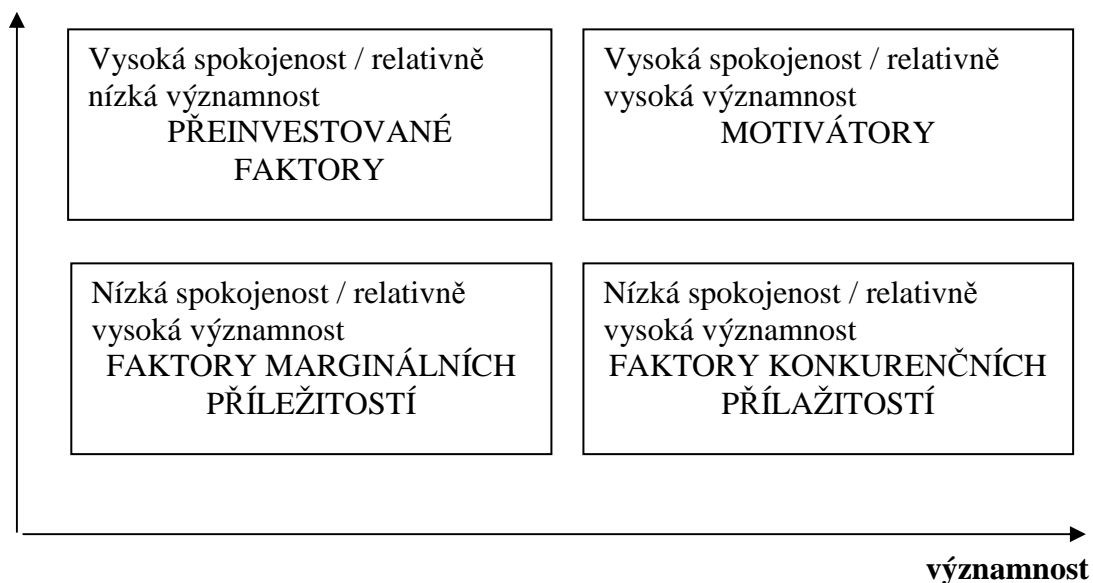 Vysoká spokojenost / relativně
nízká významnost
PŘEINVESTOVANÉ
FAKTORY
Vysoká spokojenost / relativně
vysoká významnost
MOTIVÁTORY
Nízká spokojenost / relativně
vysoká významnost
FAKTORY MARGINÁLNÍCH
PŘÍLEŽITOSTÍ
Nízká spokojenost / relativně
vysoká významnost
FAKTORY KONKURENČNÍCH
PŘÍLAŽITOSTÍ
významnost